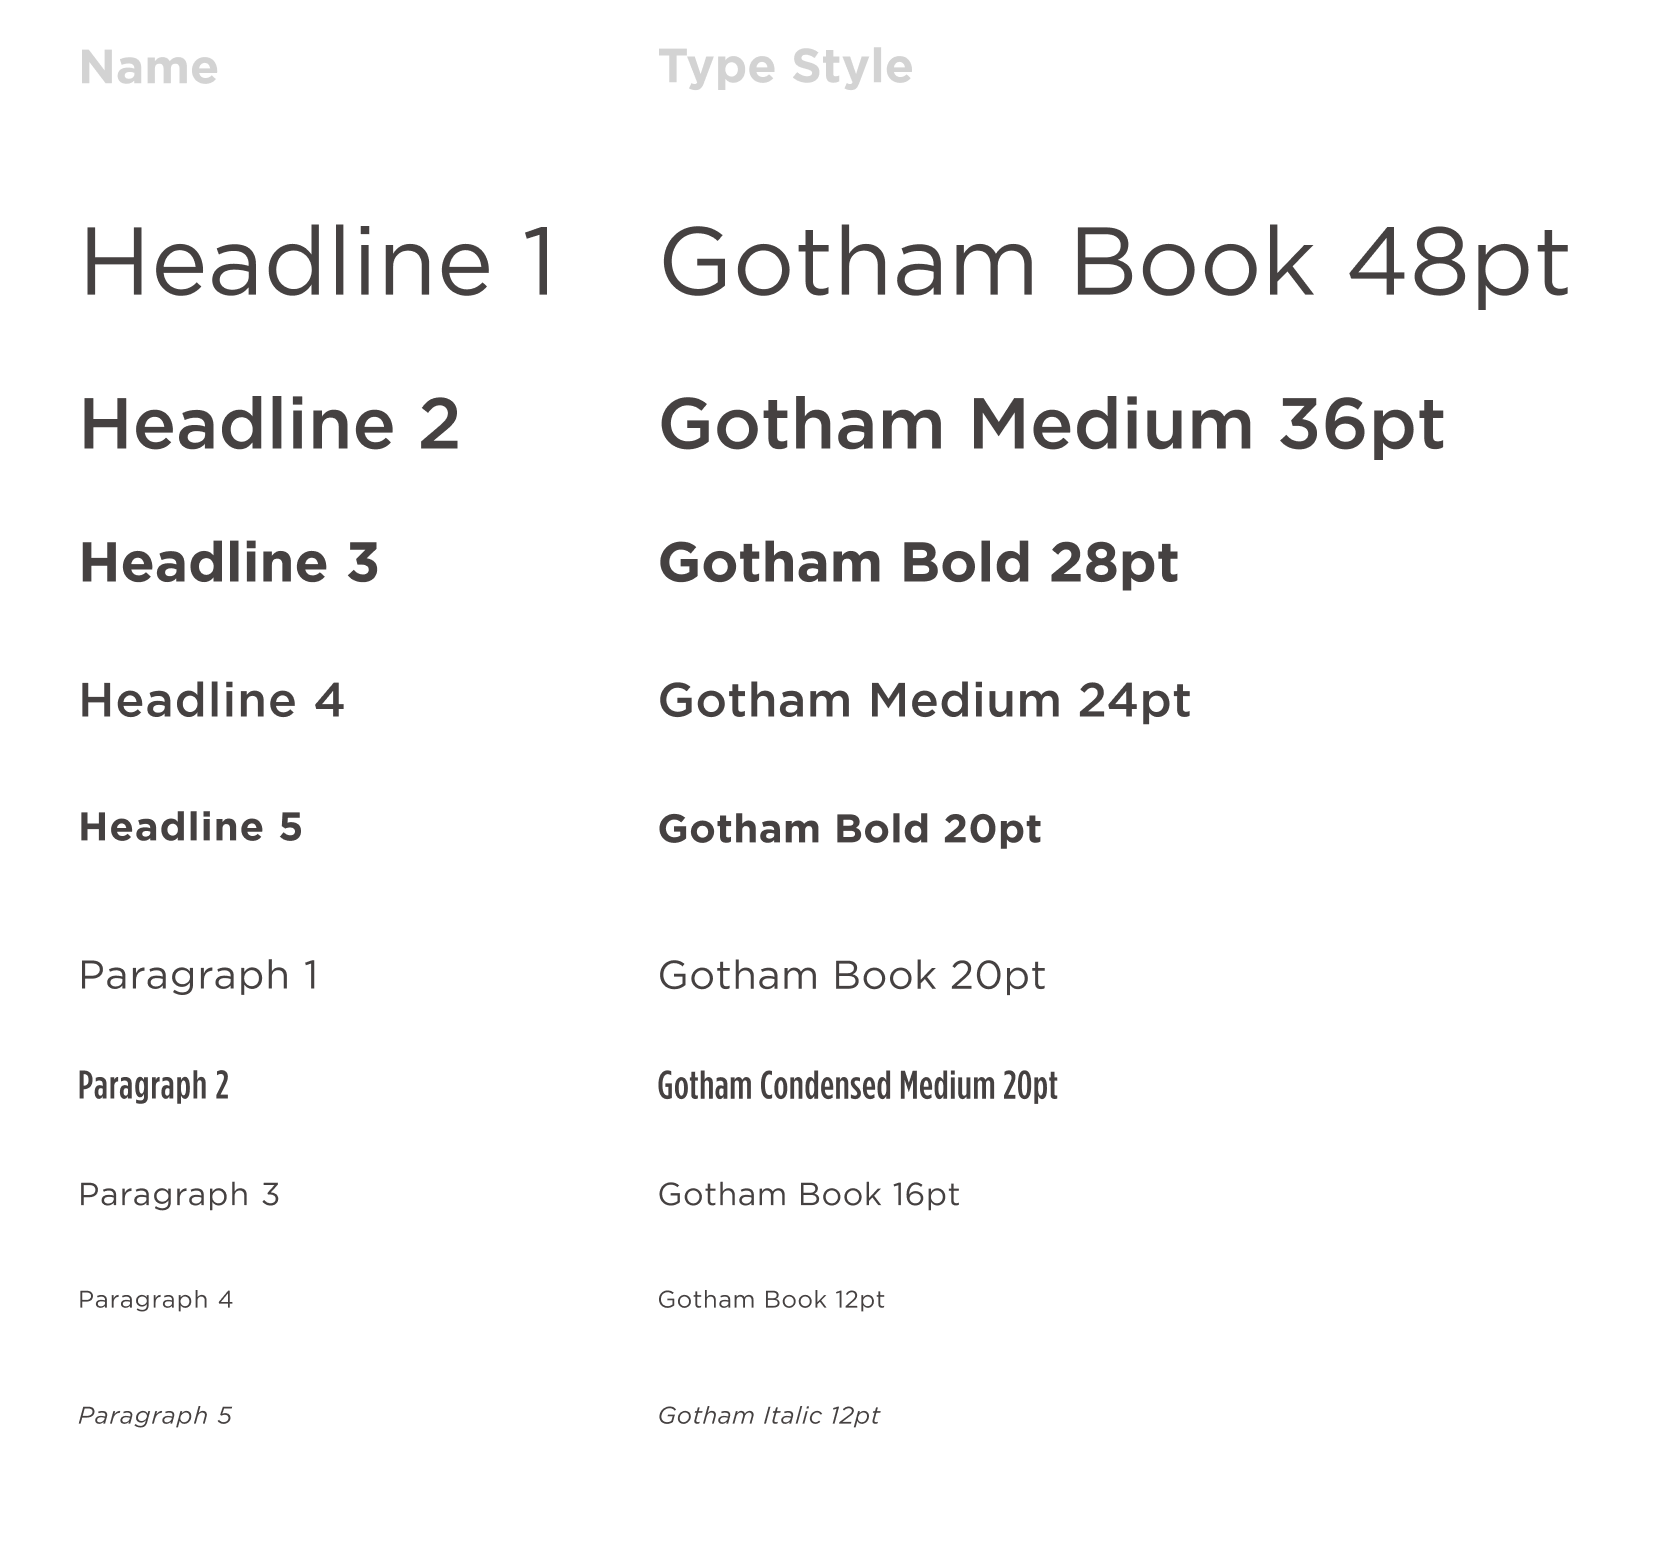 Name Type Style
Headline 1 Gotham Book 48pt
Headline 2 Gotham Medium 36pt
Headline 3 Gotham Bold 28pt
Headline 4 Gotham Medium 24pt
Headline 5 Gotham Bold 20pt
Paragraph 1 Gotham Book 20pt
Paragraph 2 Gotham Condensed Medium 20pt
Paragraph 3 Gotham Book 16pt
Paragraph 4 Gotham Book 12pt
Paragraph 5 Gotham Italic 12pt